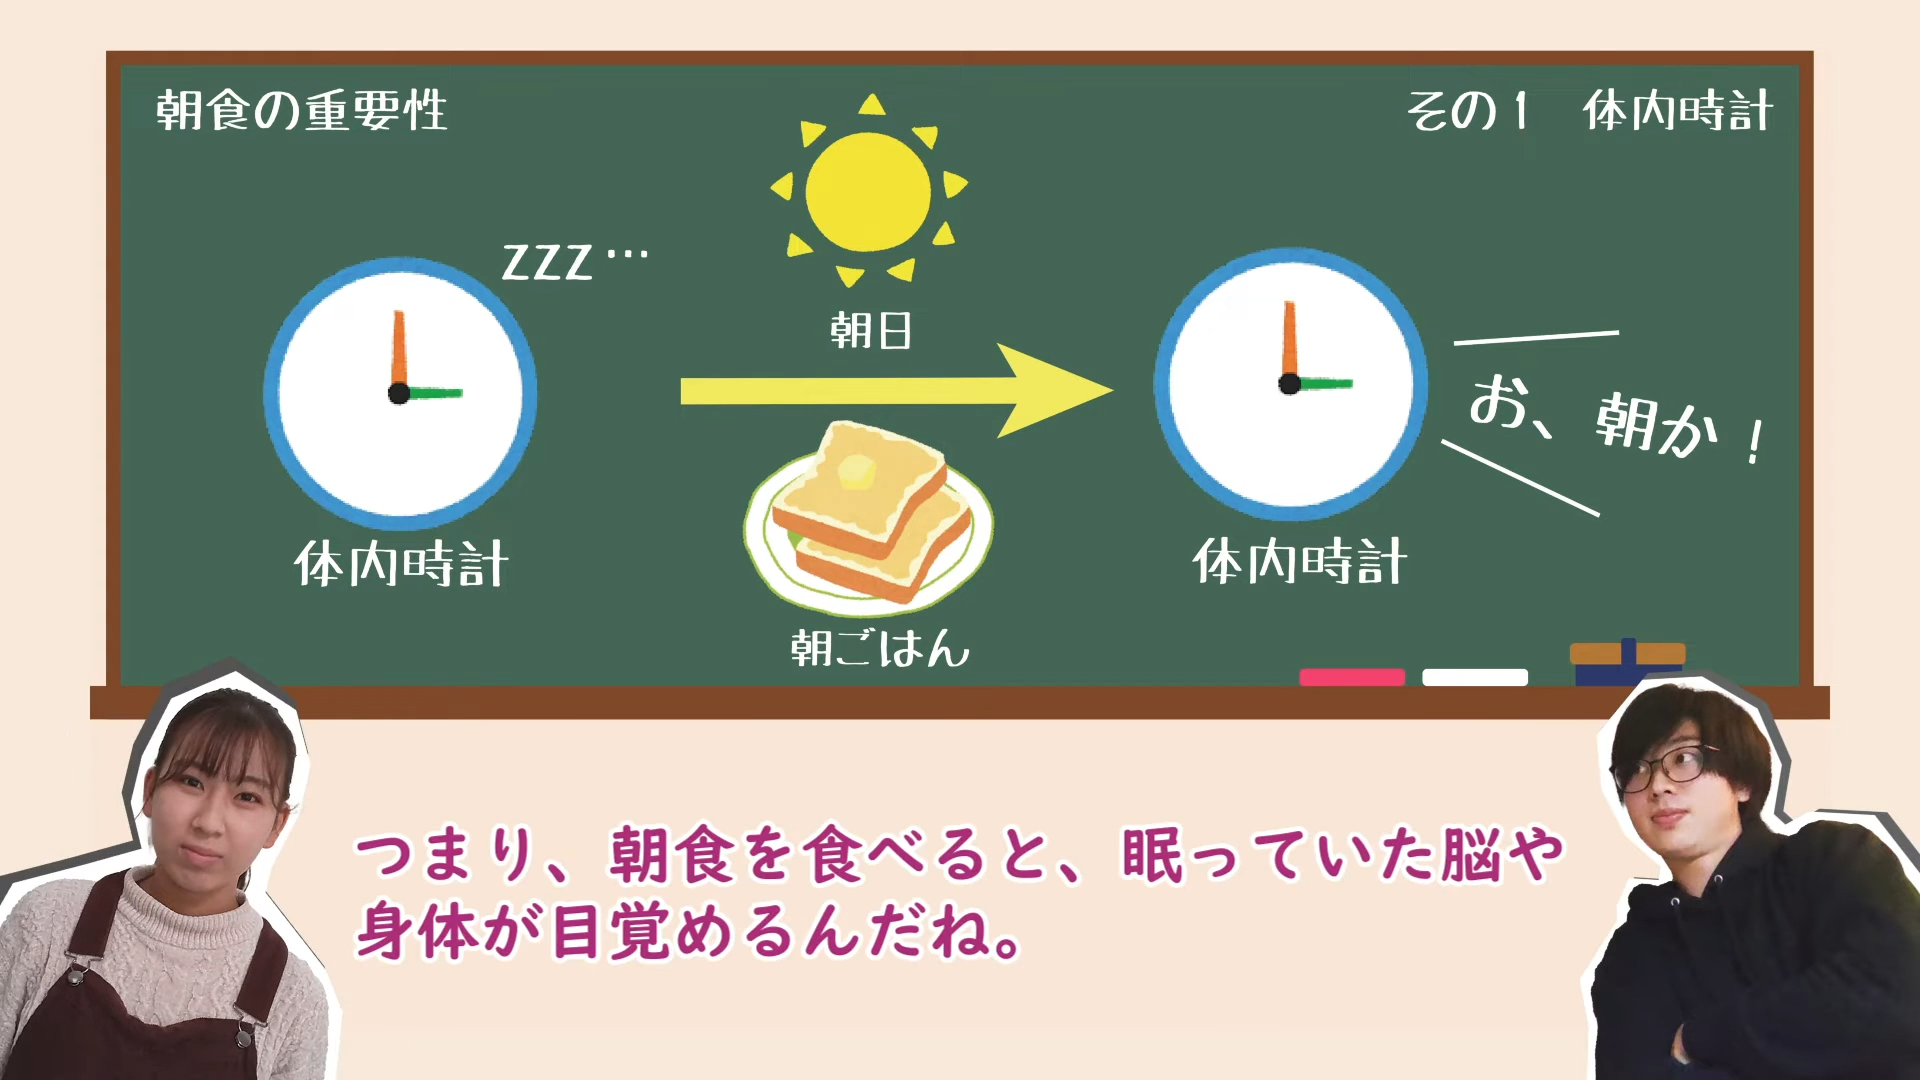 朝食の重要性
その1 体内時計
zzz…
朝日
お、朝か！
体内時計
体内時計
朝ごはん
つまり、朝食を食べると、眠っていた脳や
身体が目覚めるんだね。